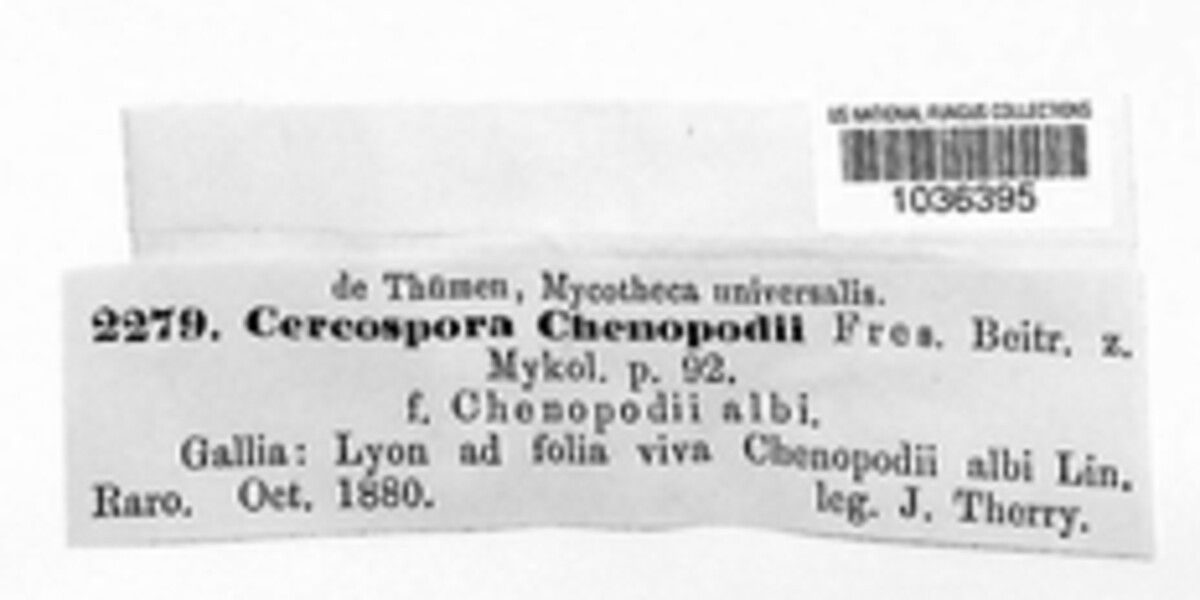 US NATIONAL FUNGUS COLLECTIONS
1036395
de Thümen, Mycotheca universalis.
2279. Cercospora Chenopodii Fres. Beitr. z.
Mykol. p. 92.
f. Chenopodii albi.
Gallia: Lyon ad folia viva Chenopodii albi Lin.
Raro. Oct. 1880. leg. J. Therry.